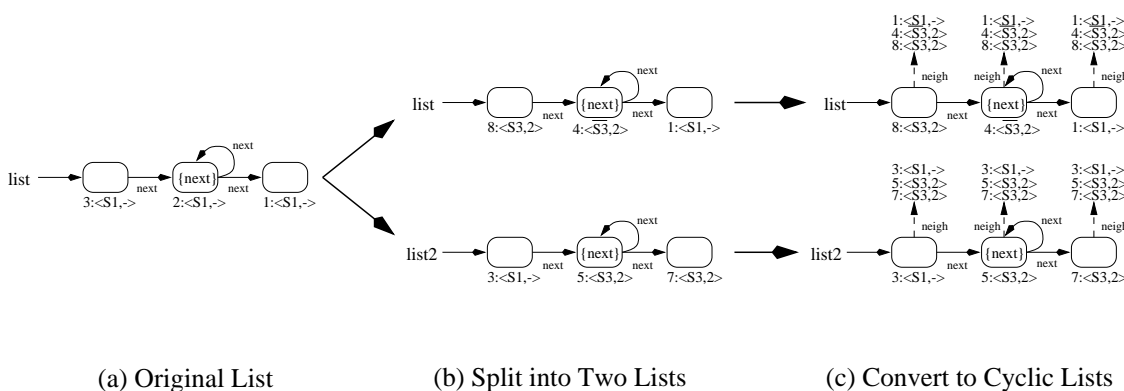 list
next
{next}
next
next
3:<S1,->
2:<S1,->
1:<S1,->
(a) Original List
list
next
{next}
next
next
8:<S3,2>
4:<S̅3̅,2>
1:<S1,->
list2
next
{next}
next
next
3:<S1,->
5:<S3,2>
7:<S3,2>
(b) Split into Two Lists
1:<S1,->
4:<S̅3̅,2>
8:<S3,2>
1:<S1,->
4:<S̅3̅,2>
8:<S3,2>
1:<S1,->
4:<S̅3̅,2>
8:<S3,2>
neigh
neigh
next
neigh
list
{next}
next
next
8:<S3,2>
4:<S̅3̅,2>
1:<S1,->
3:<S1,->
5:<S3,2>
7:<S3,2>
3:<S1,->
5:<S3,2>
7:<S3,2>
3:<S1,->
5:<S3,2>
7:<S3,2>
neigh
neigh
next
neigh
list2
{next}
next
next
3:<S1,->
5:<S3,2>
7:<S3,2>
(c) Convert to Cyclic Lists